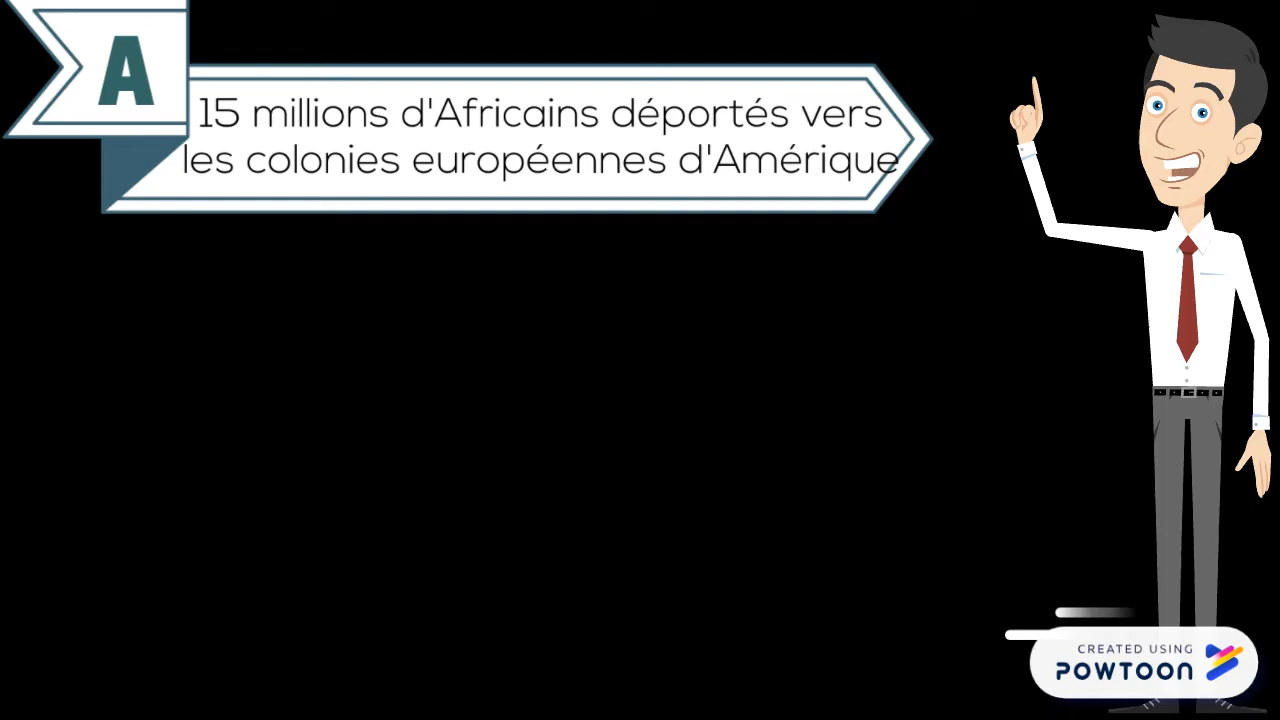 A
15 millions d'Africains déportés vers
les colonies européennes d'Amérique
CREATED USING
POWTOON